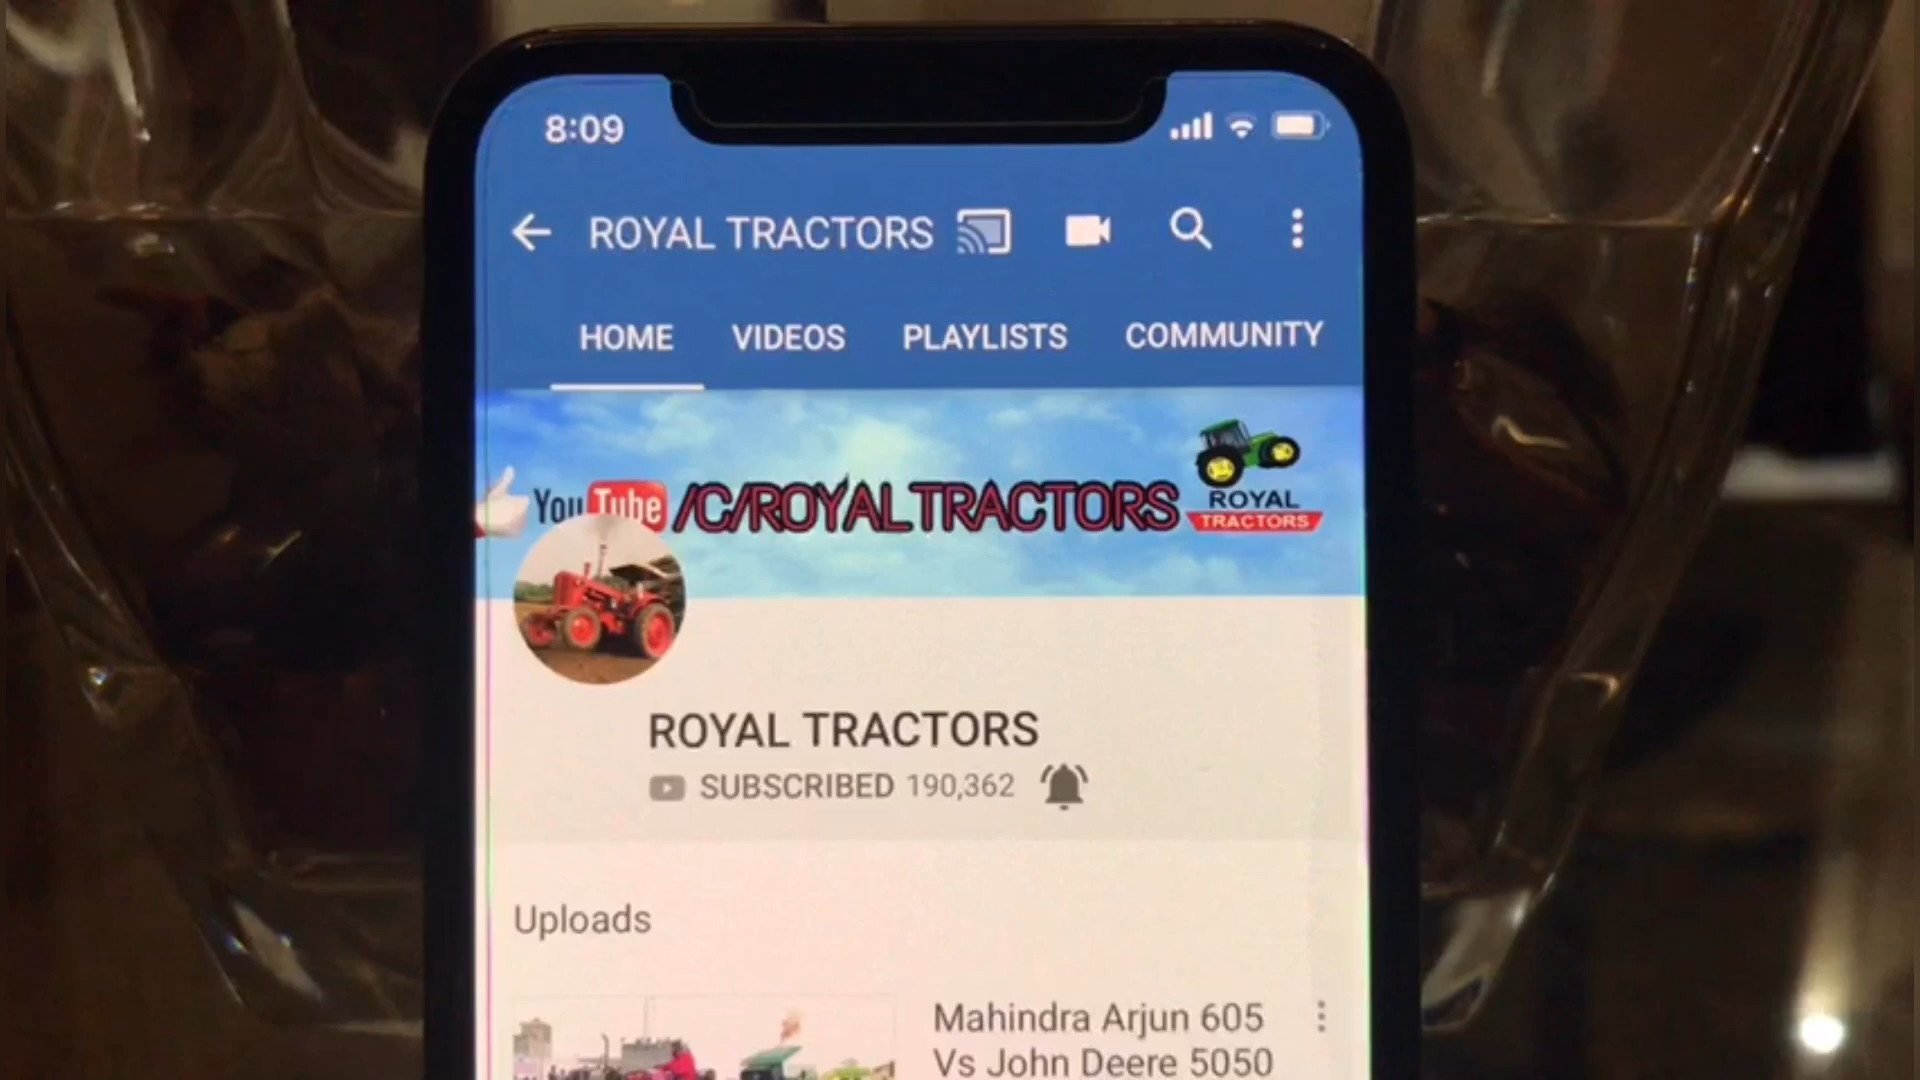 8:09
ROYAL TRACTORS
HOME VIDEOS PLAYLISTS COMMUNITY
YouTube /C/ROYALTRACTORS
ROYAL
TRACTORS
ROYAL TRACTORS
SUBSCRIBED 190,362
Uploads
Mahindra Arjun 605
Vs John Deere 5050